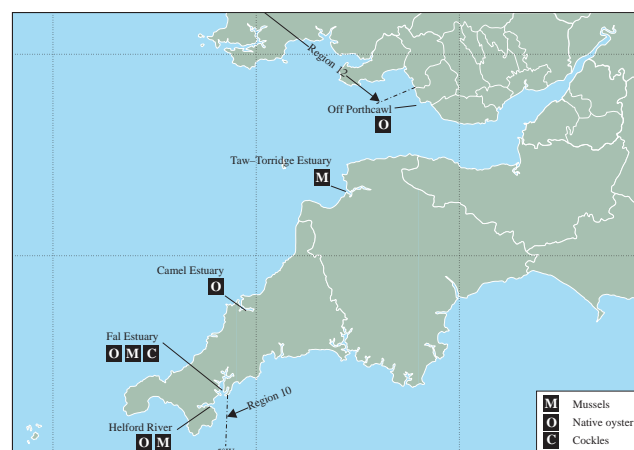 Region 12
Off Porthcawl
O
Taw–Torridge Estuary
M
Camel Estuary
O
Fal Estuary
O M C
Region 10
Helford River
O M
M Mussels
O Native oyster
C Cockles